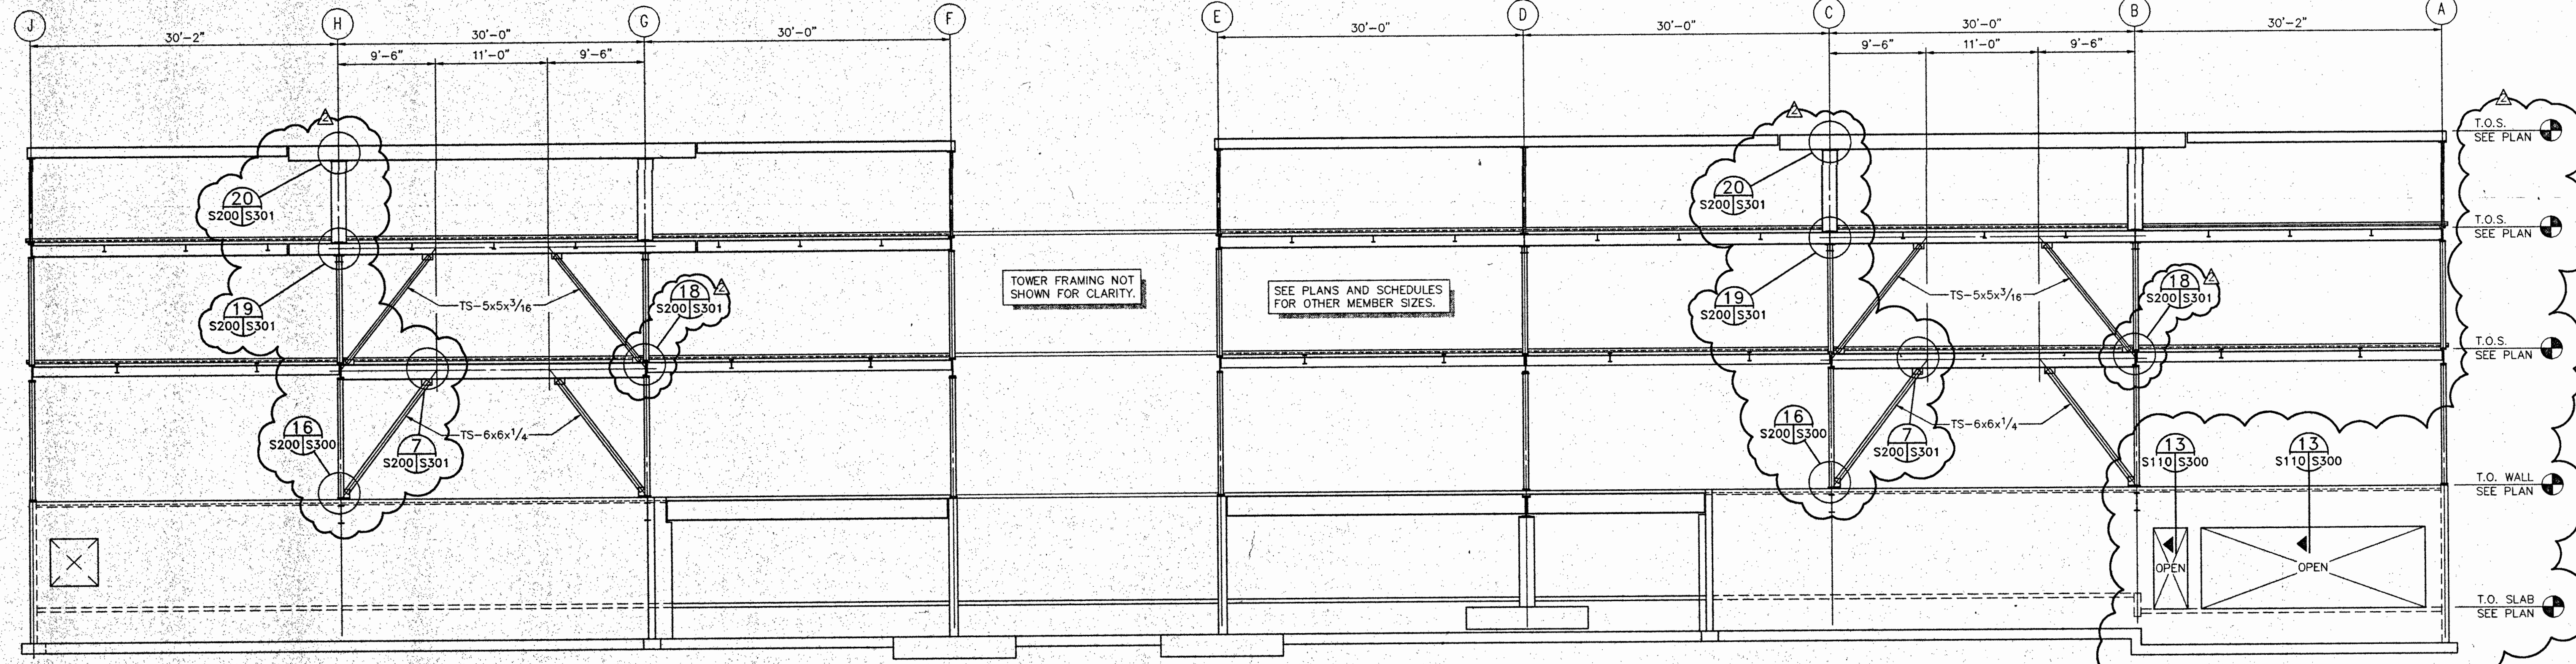 J
H
G
F
E
D
C
B
A
30'-2"
30'-0"
30'-0"
30'-0"
30'-0"
30'-0"
30'-2"
9'-6"
11'-0"
9'-6"
9'-6"
11'-0"
9'-6"
2
2
2
T.O.S.
SEE PLAN
20
S200 S301
20
S200 S301
T.O.S.
SEE PLAN
19
S200 S301
TS-5x5x3/16
18
S200 S301
2
TOWER FRAMING NOT
SHOWN FOR CLARITY.
SEE PLANS AND SCHEDULES
FOR OTHER MEMBER SIZES.
19
S200 S301
TS-5x5x3/16
18
S200 S301
2
T.O.S.
SEE PLAN
16
S200 S300
7
S200 S301
TS-6x6x1/4
16
S200 S300
7
S200 S301
TS-6x6x1/4
13
S110 S300
13
S110 S300
T.O. WALL
SEE PLAN
OPEN
OPEN
T.O. SLAB
SEE PLAN